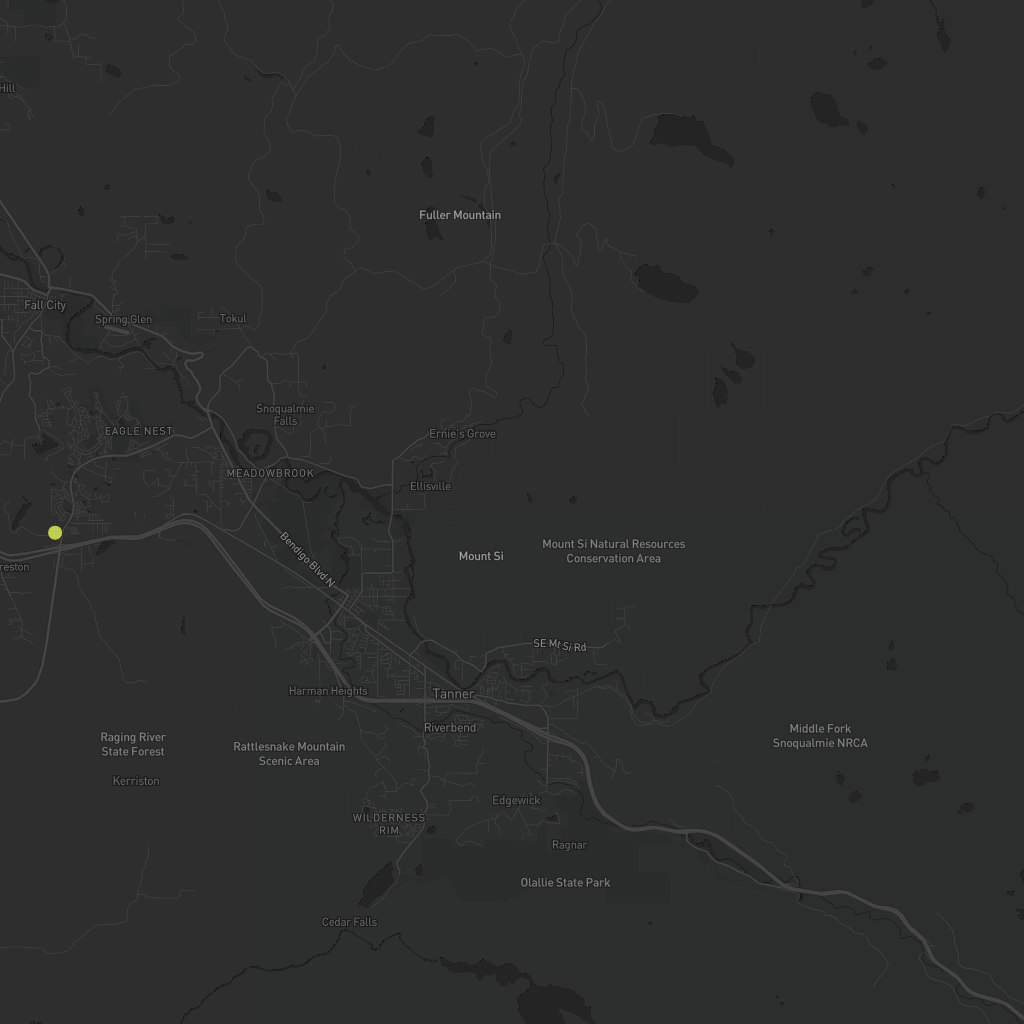 Hill
Fuller Mountain
Fall City
Spring Glen
Tokul
Snoqualmie
Falls
EAGLE NEST
Ernie's Grove
MEADOWBROOK
Ellisville
Bendigo Blvd N
Mount Si
Mount Si Natural Resources
Conservation Area
reston
SE Mt Si Rd
Harman Heights
Tanner
Riverbend
Raging River
State Forest
Rattlesnake Mountain
Scenic Area
Middle Fork
Snoqualmie NRCA
Kerriston
Edgewick
WILDERNESS
RIM
Ragnar
Olallie State Park
Cedar Falls